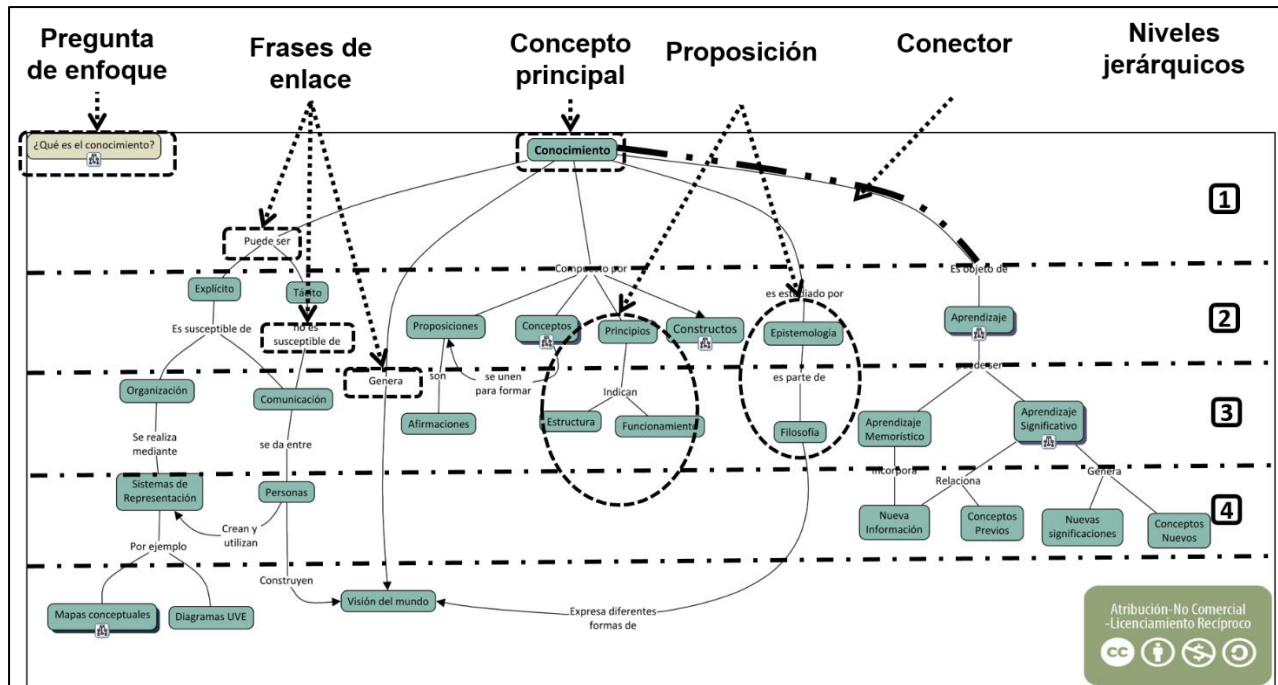 Pregunta
de enfoque
Frases de
enlace
Concepto
principal
Proposición
Conector
Niveles
jerárquicos
¿Qué es el conocimiento?
Conocimiento
1
Puede ser
Compuesto por
Es objeto de
Explícito
Tácito
es estudiado por
Proposiciones
Conceptos
Principios
Constructos
Epistemología
Aprendizaje
2
Es susceptible de
no es
susceptible de
son
se unen
para formar
Genera
es parte de
puede ser
Organización
Comunicación
Indican
Afirmaciones
Estructura
Funcionamiento
Filosofía
Aprendizaje
Memorístico
Aprendizaje
Significativo
3
Se realiza
mediante
se da entre
Incorpora
Relaciona
Genera
Sistemas de
Representación
Personas
Nueva
Información
Conceptos
Previos
Nuevas
significaciones
Conceptos
Nuevos
4
Crean y
utilizan
Por ejemplo
Construyen
Visión del mundo
Expresa diferentes
formas de
Mapas conceptuales
Diagramas UVE
Atribución-No Comercial
-Licenciamiento Recíproco
cc